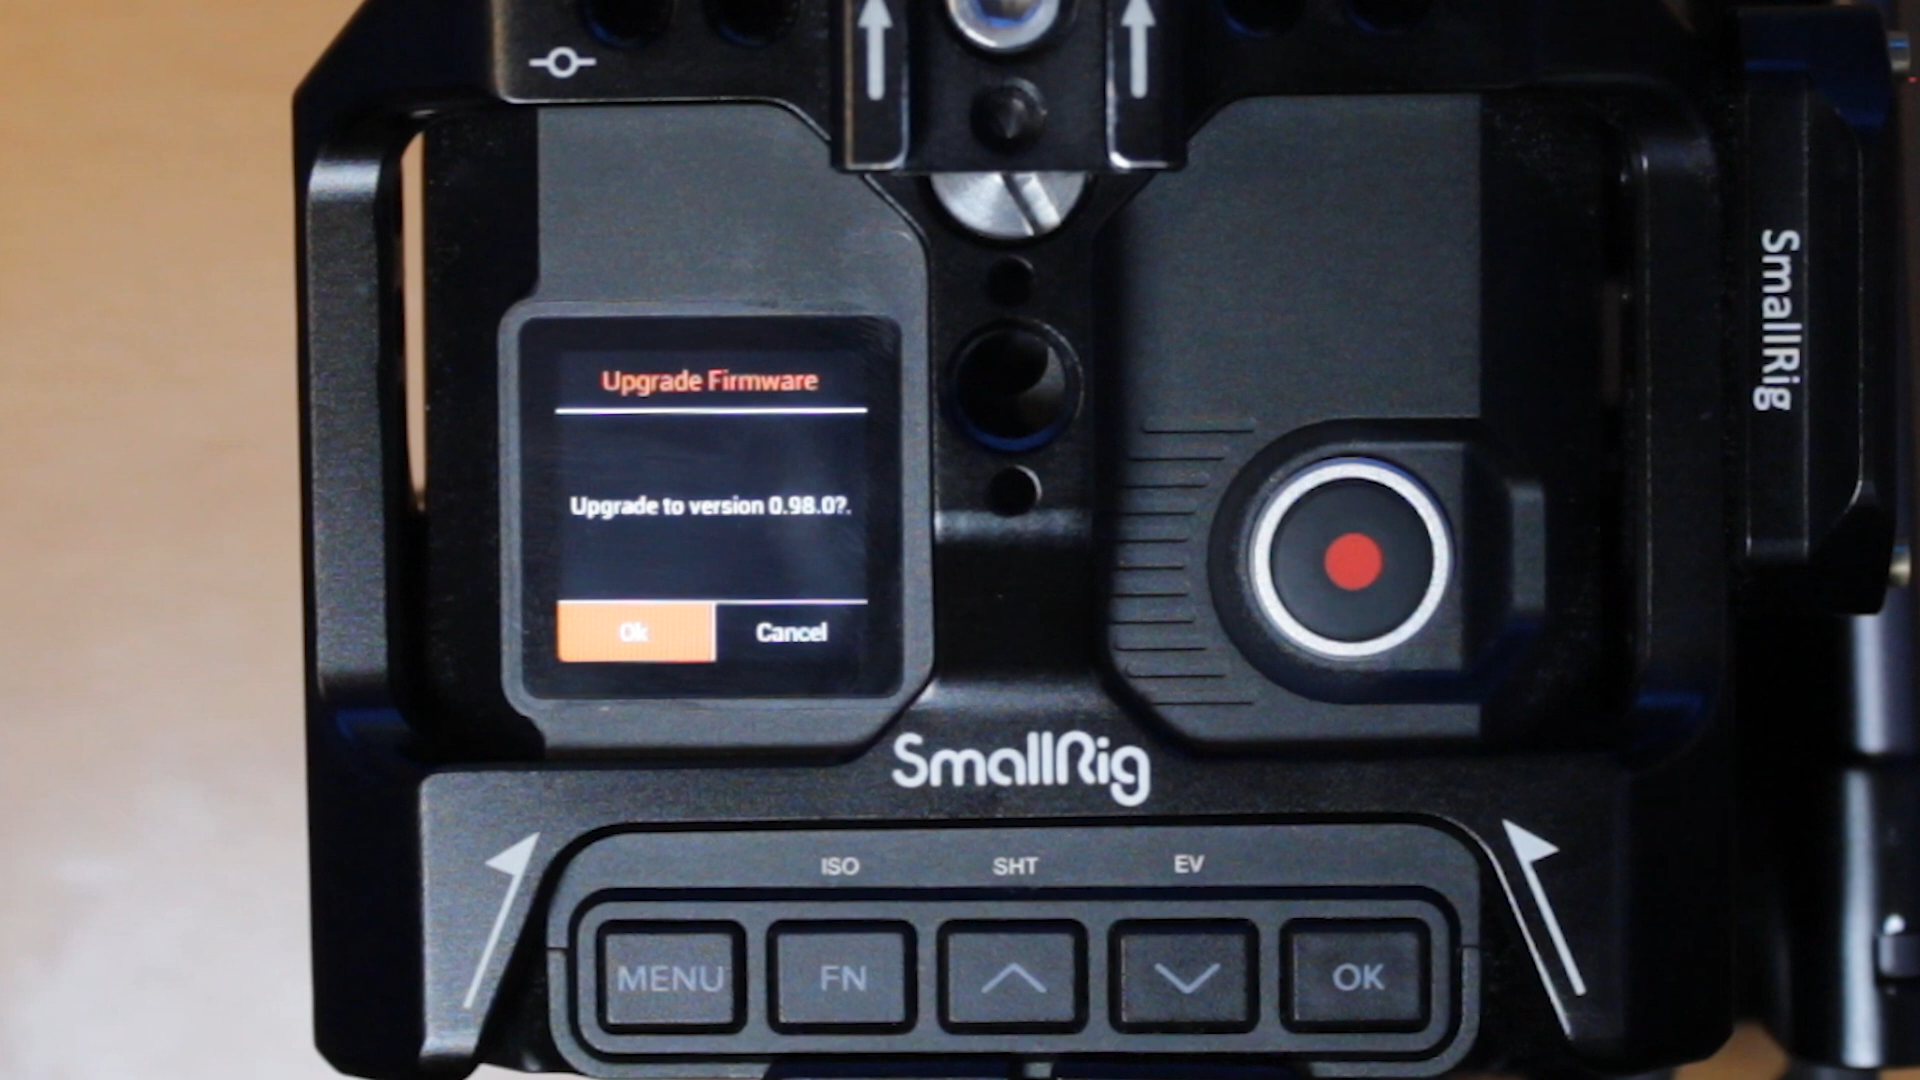 Upgrade Firmware
Upgrade to version 0.98.0?.
Ok Cancel
SmallRig
SmallRig
ISO SHT EV
MENU FN OK